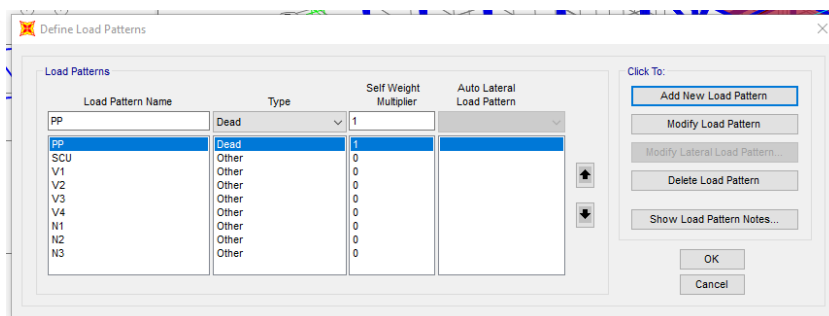 Define Load Patterns
Load Patterns
Click To:
Load Pattern Name Type Self Weight Multiplier Auto Lateral Load Pattern
PP Dead 1
PP Dead 1
SCU Other 0
V1 Other 0
V2 Other 0
V3 Other 0
V4 Other 0
N1 Other 0
N2 Other 0
N3 Other 0
Add New Load Pattern
Modify Load Pattern
Modify Lateral Load Pattern...
Delete Load Pattern
Show Load Pattern Notes...
OK
Cancel